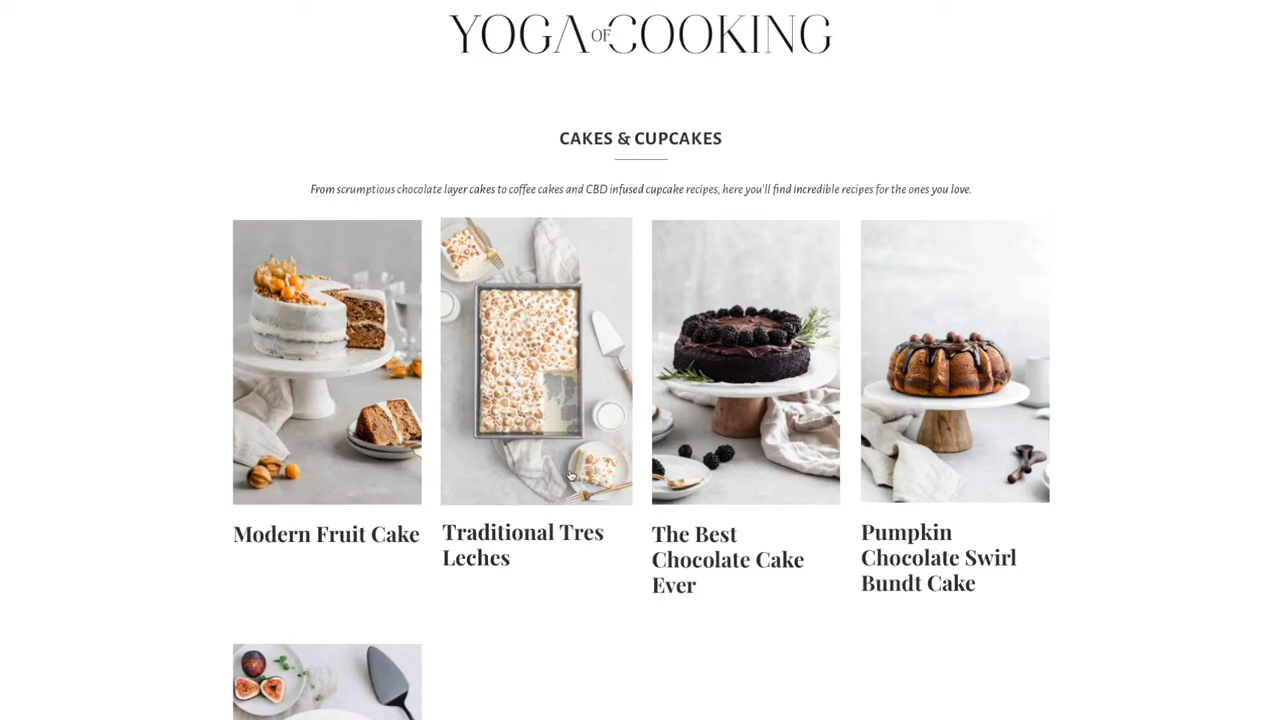 YOGA OF COOKING
CAKES & CUPCAKES
From scrumptious chocolate layer cakes to coffee cakes and CBD infused cupcake recipes, here you'll find incredible recipes for the ones you love.
Modern Fruit Cake
Traditional Tres
Leches
The Best
Chocolate Cake
Ever
Pumpkin
Chocolate Swirl
Bundt Cake